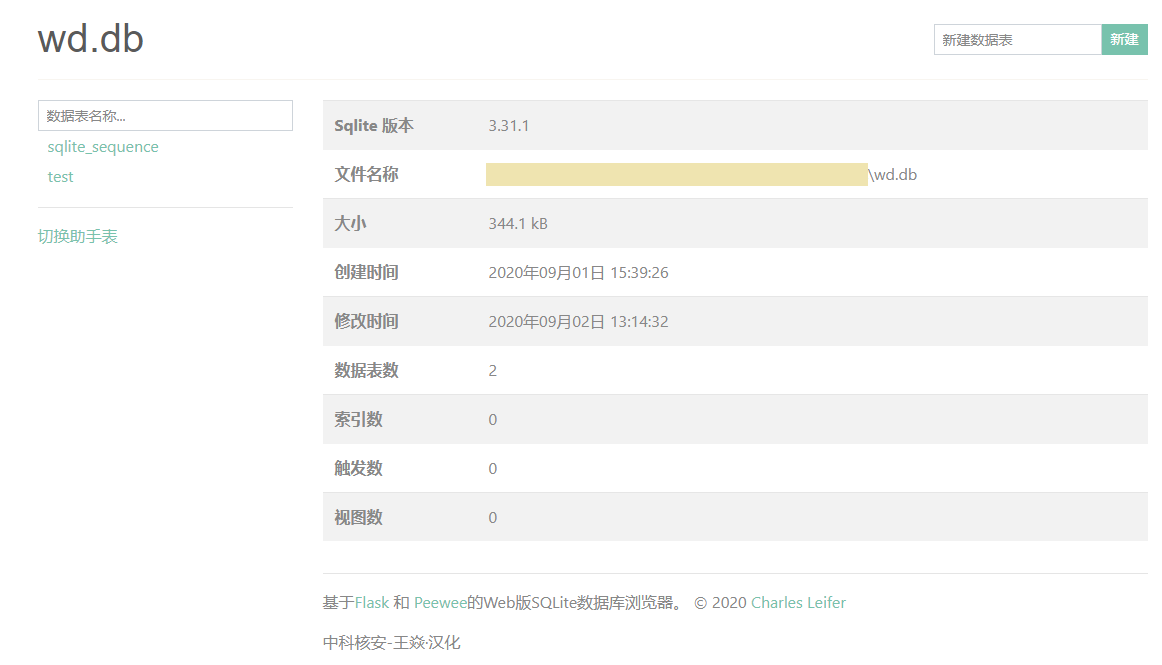 wd.db
新建数据表 新建
数据表名称...
sqlite_sequence
test
切换助手表
Sqlite 版本 3.31.1
文件名称 \wd.db
大小 344.1 kB
创建时间 2020年09月01日 15:39:26
修改时间 2020年09月02日 13:14:32
数据表数 2
索引数 0
触发数 0
视图数 0
基于Flask 和 Peewee的Web版SQLite数据库浏览器。 © 2020 Charles Leifer
中科核安-王焱·汉化